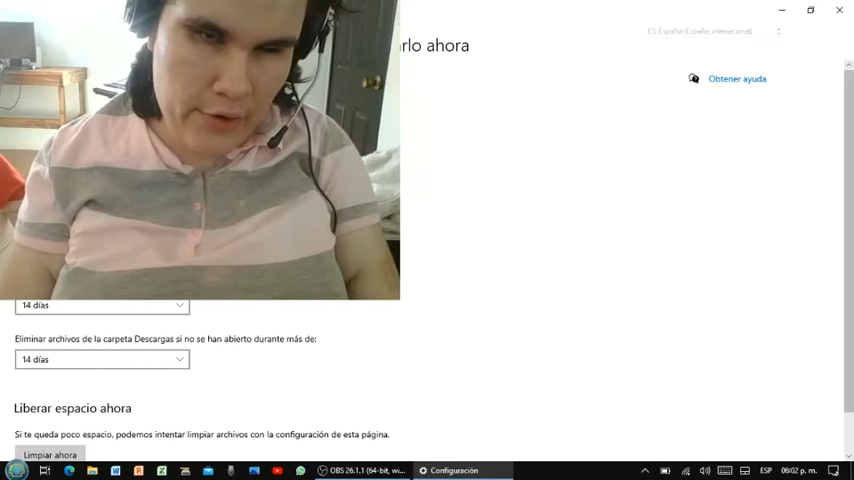 arlo ahora
ES Español (España, internacional)
Obtener ayuda
14 días
Eliminar archivos de la carpeta Descargas si no se han abierto durante más de:
14 días
Liberar espacio ahora
Si te queda poco espacio, podemos intentar limpiar archivos con la configuración de esta página.
Limpiar ahora
OBS 26.1.1 (64-bit, wi...
Configuración
ESP
06:02 p. m.